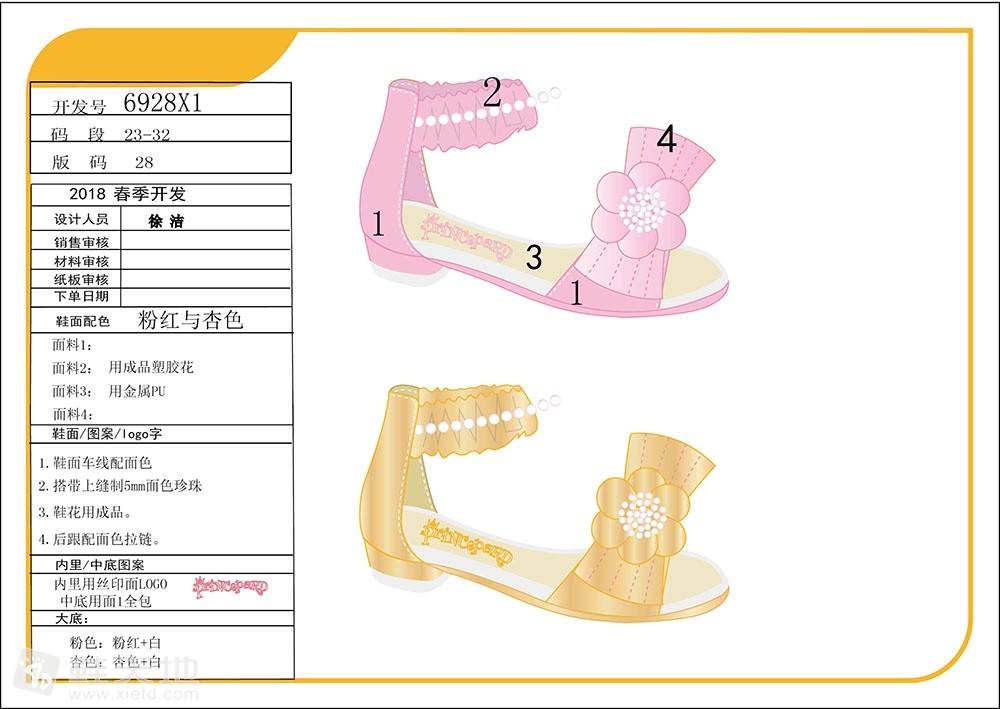 开发号 6928X1
码 段 23-32
版 码 28
2018 春季开发
设计人员 徐 洁
销售审核
材料审核
纸板审核
下单日期
鞋面配色 粉红与杏色
面料1:
面料2: 用成品塑胶花
面料3: 用金属PU
面料4:
鞋面/图案/logo字
1.鞋面车线配面色
2.搭带上缝制5mm面色珍珠
3.鞋花用成品。
4.后跟配面色拉链。
内里/中底图案
内里用丝印面LOGO PRINCEPARD
中底用面1全包
大底:
粉色: 粉红+白
杏色: 杏色+白
鞋天地
www.xietd.com
2
4
1
PRINCEPARD
3
1
PRINCEPARD